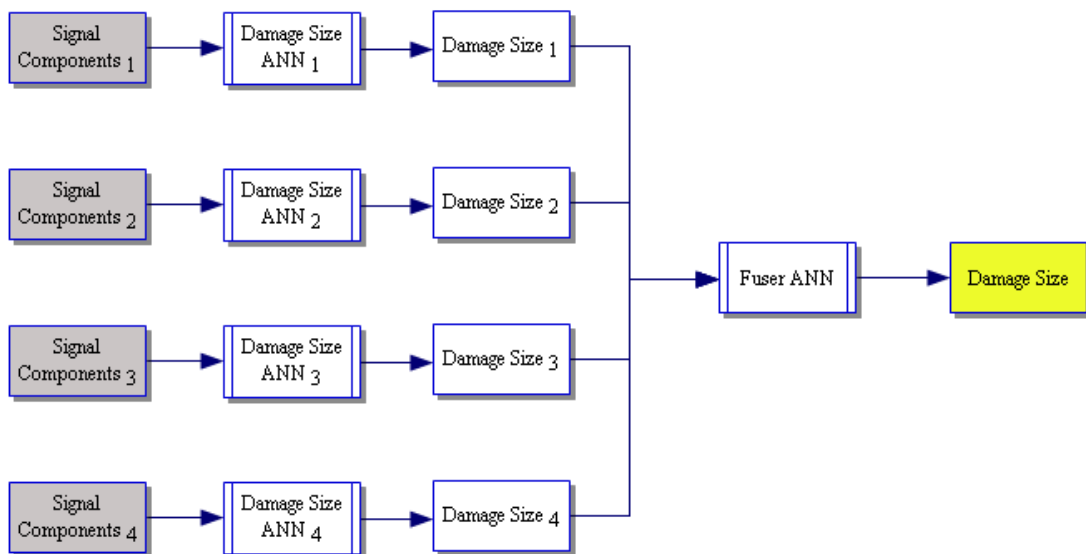 Signal
Components 1
Damage Size
ANN 1
Damage Size 1
Signal
Components 2
Damage Size
ANN 2
Damage Size 2
Fuser ANN
Damage Size
Signal
Components 3
Damage Size
ANN 3
Damage Size 3
Signal
Components 4
Damage Size
ANN 4
Damage Size 4